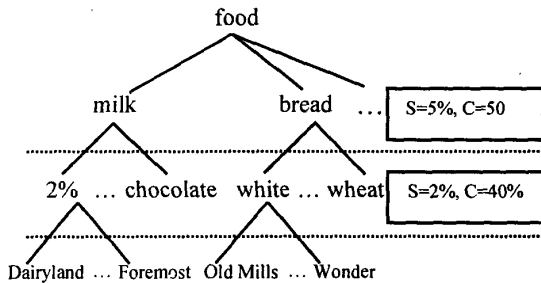 food
milk bread ... S=5%, C=50
2% ... chocolate white ... wheat S=2%, C=40%
Dairyland ... Foremost Old Mills ... Wonder